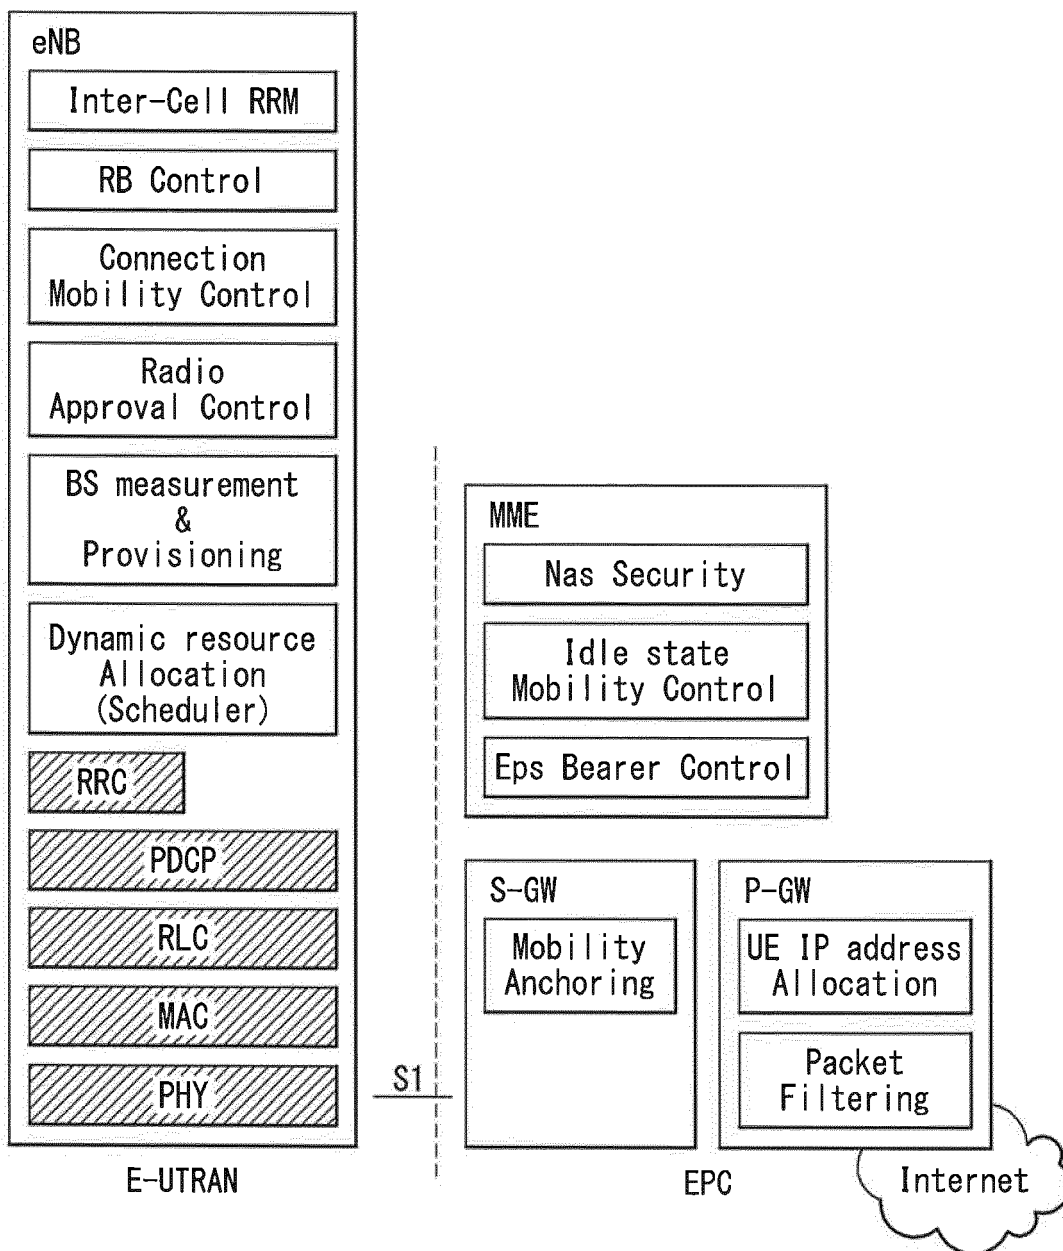 eNB
Inter-Cell RRM
RB Control
Connection
Mobility Control
Radio
Approval Control
BS measurement
&
Provisioning
Dynamic resource
Allocation
(Scheduler)
RRC
PDCP
RLC
MAC
PHY
E-UTRAN
S1
MME
Nas Security
Idle state
Mobility Control
Eps Bearer Control
S-GW
Mobility
Anchoring
P-GW
UE IP address
Allocation
Packet
Filtering
EPC
Internet